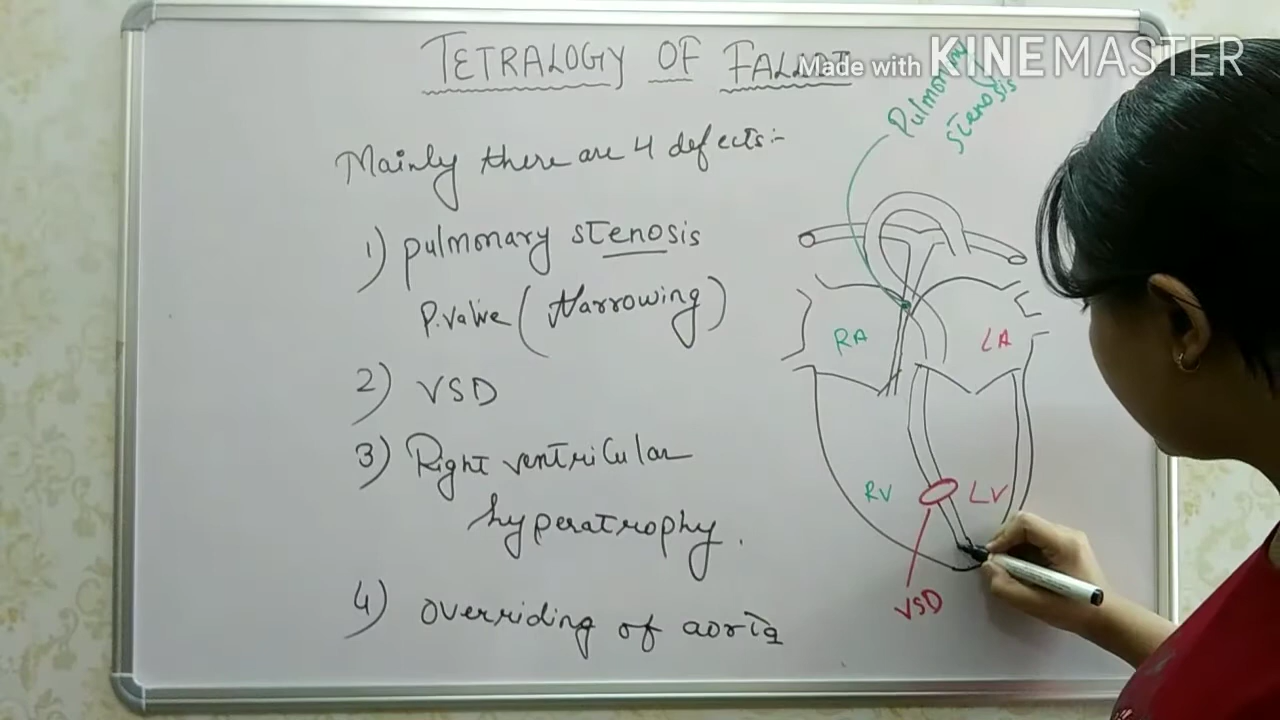 TETRALOGY OF FALLOT
Made with KINEMASTER
Mainly there are 4 defects:-
1) pulmonary stenosis
P.valve (Narrowing)
2) VSD
3) Right ventricular
hyperatrophy.
4) overriding of aorta
Pulmonary
stenosis
RA
LA
RV
LV
VSD